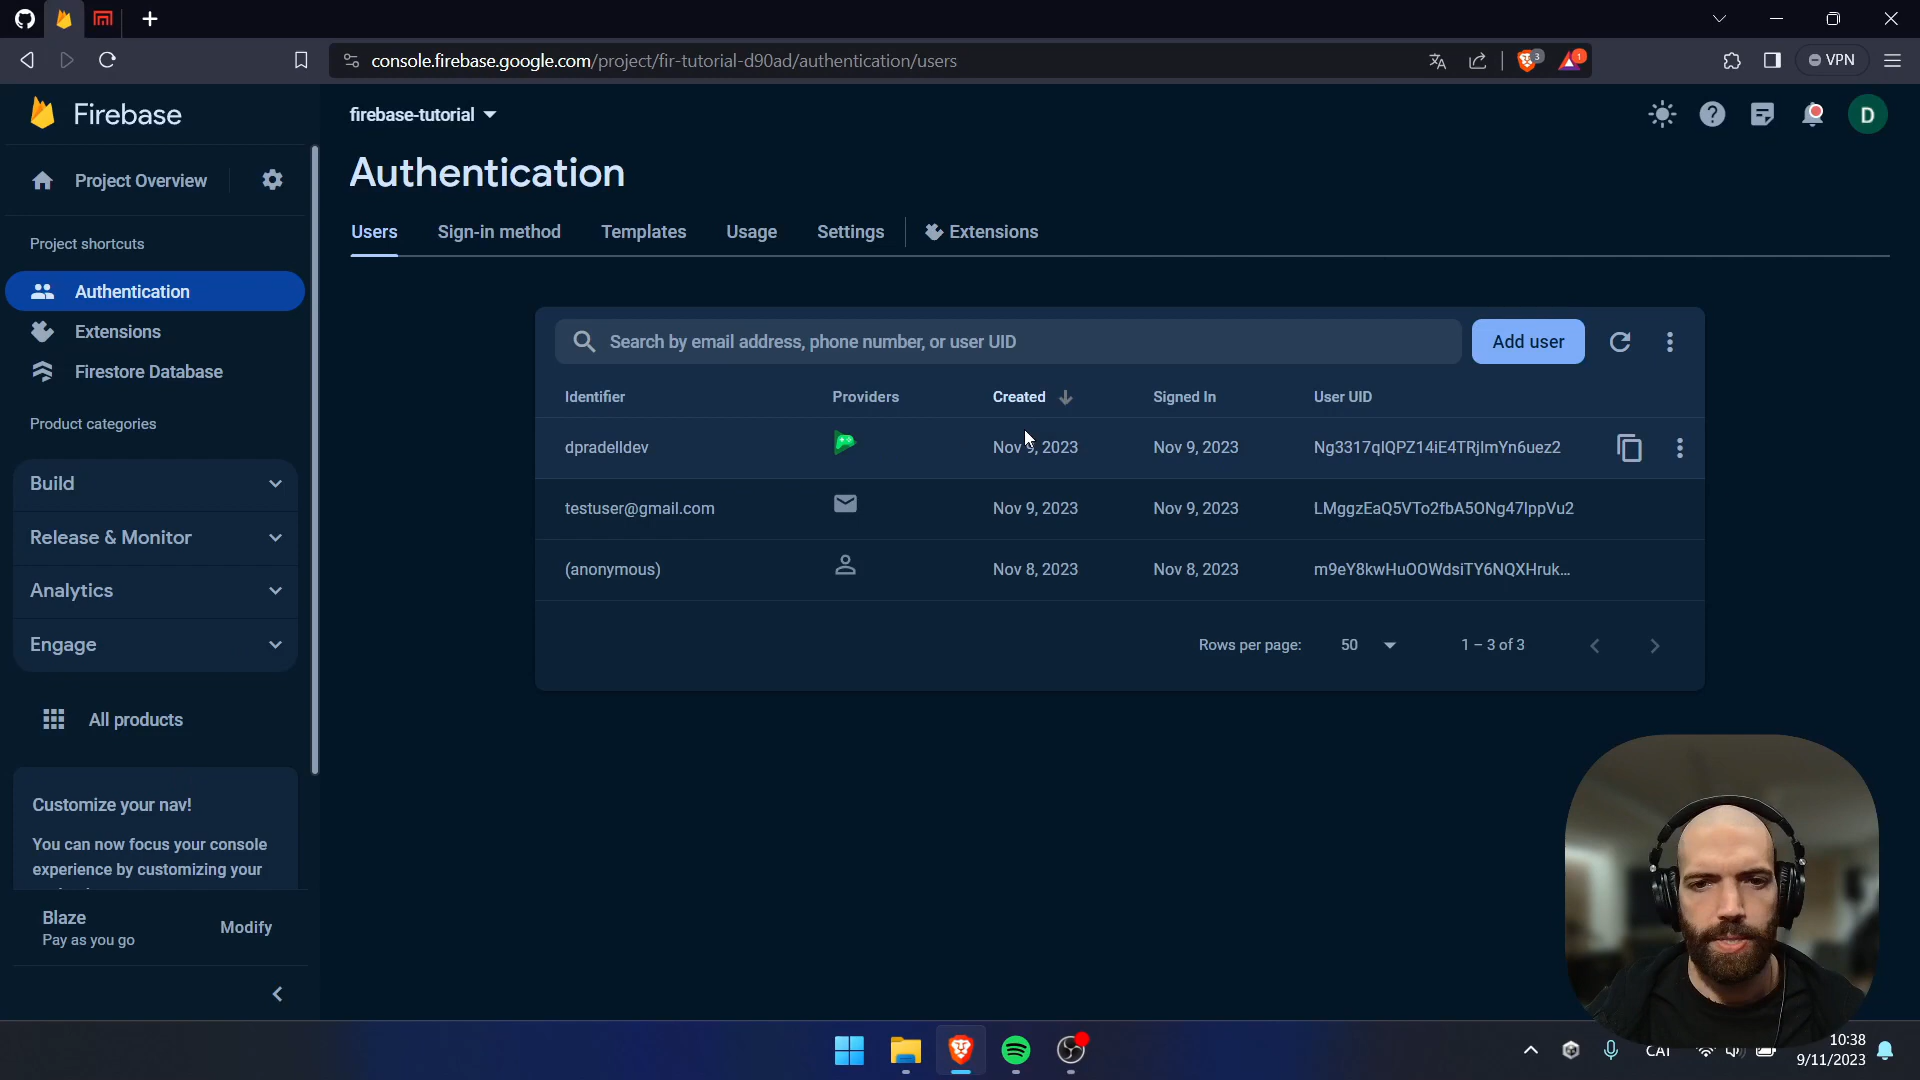 console.firebase.google.com/project/fir-tutorial-d90ad/authentication/users
3
1
VPN
Firebase
firebase-tutorial
D
Project Overview
Authentication
Users Sign-in method Templates Usage Settings Extensions
Project shortcuts
Authentication
Extensions
Firestore Database
Product categories
Build
Release & Monitor
Analytics
Engage
All products
Customize your nav!
You can now focus your console
experience by customizing your
Blaze
Pay as you go
Modify
Search by email address, phone number, or user UID
Add user
Identifier Providers Created Signed In User UID
dpradelldev Nov 9, 2023 Nov 9, 2023 Ng3317qlQPZ14iE4TRjlmYn6uez2
testuser@gmail.com Nov 9, 2023 Nov 9, 2023 LMggzEaQ5VTo2fbA5ONg47lppVu2
(anonymous) Nov 8, 2023 Nov 8, 2023 m9eY8kwHuOOWdsiTY6NQXHruk...
Rows per page: 50 1 – 3 of 3
CAT
10:38
9/11/2023